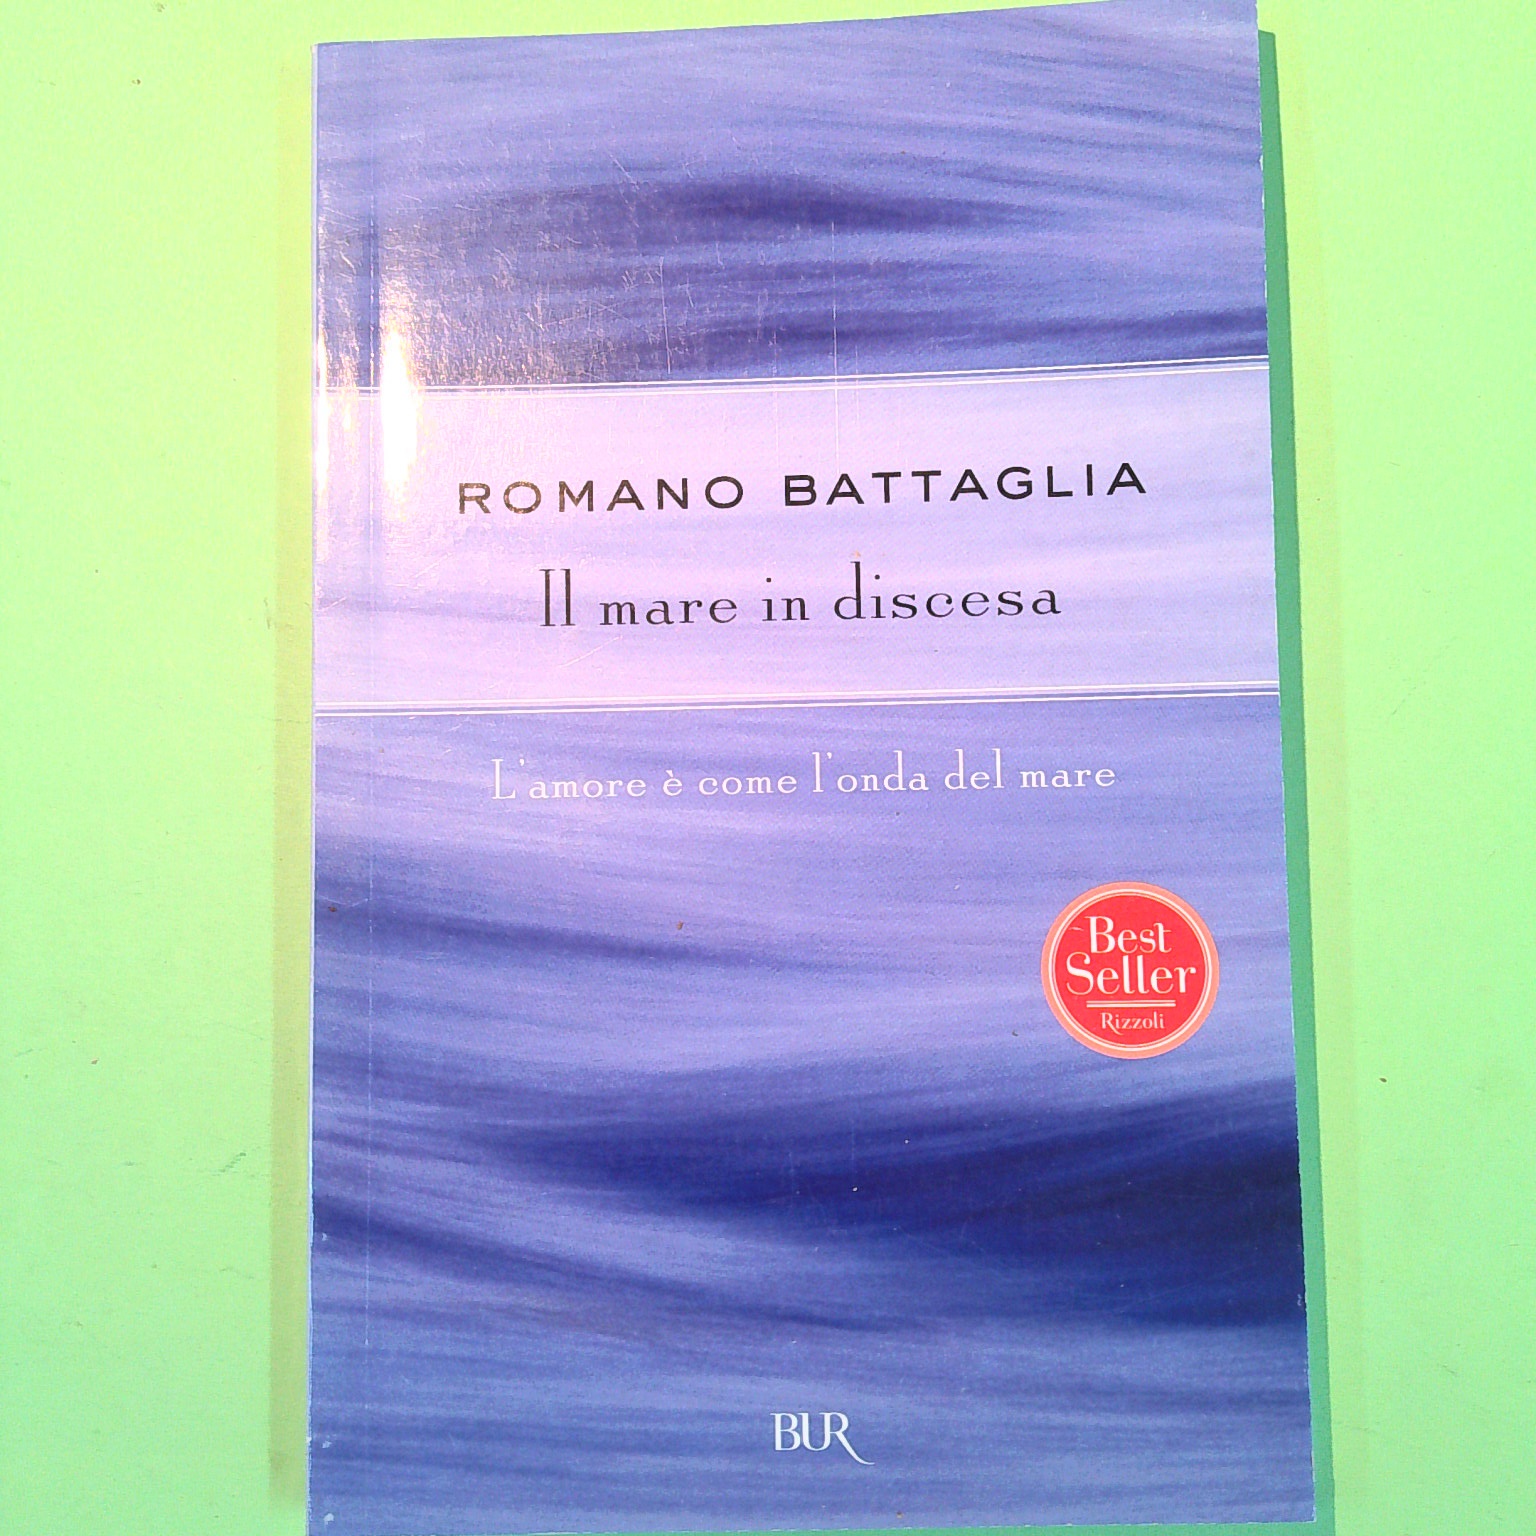 ROMANO BATTAGLIA
Il mare in discesa
L'amore è come l'onda del mare
Best
Seller
Rizzoli
BUR